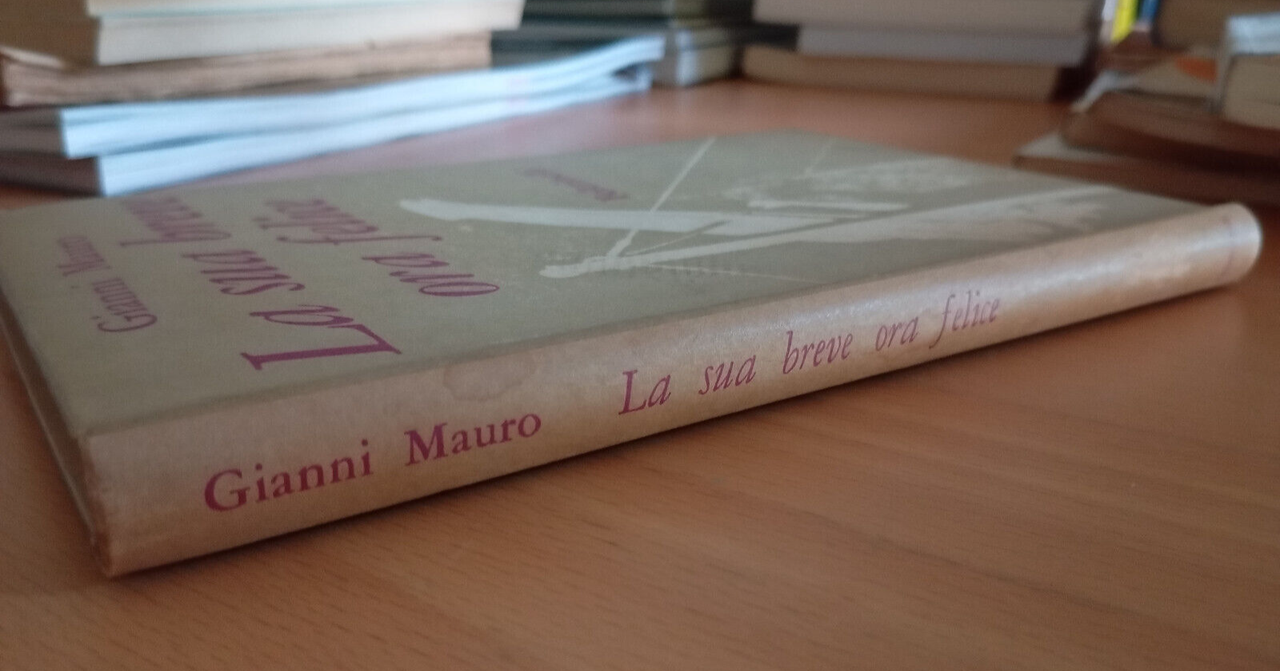 Gianni Mauro
La sua breve
ora felice
Gianni Mauro La sua breve ora felice